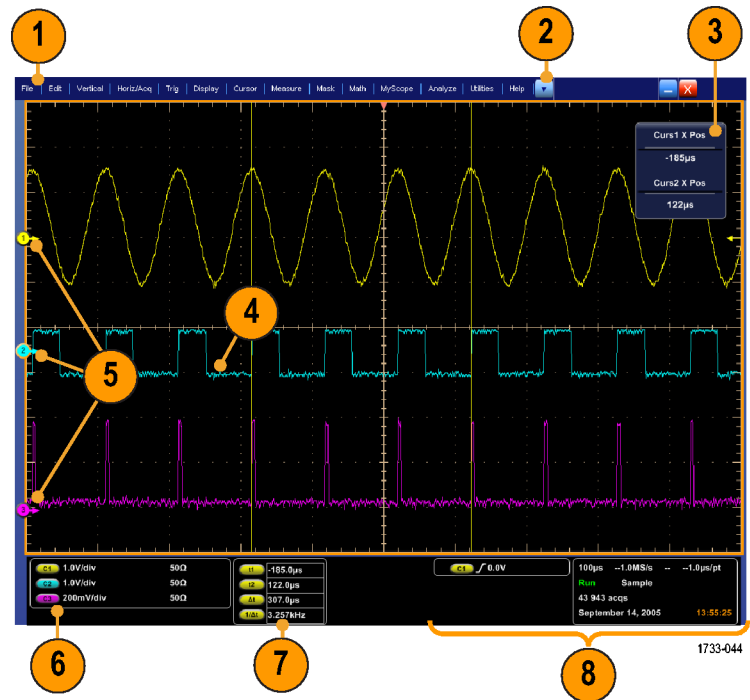 1
2
3
File Edit Vertical Horiz/Acq Trig Display Cursor Measure Mask Math MyScope Analyze Utilities Help
X
Curs1 X Pos
-185µs
Curs2 X Pos
122µs
1
4
2
5
3
C1 1.0V/div 50Ω
C2 1.0V/div 50Ω
C3 200mV/div 50Ω
t1 -185.0µs
t2 122.0µs
Δt 307.0µs
1/Δt 3.257kHz
C1 0.0V
100µs --1.0MS/s -- --1.0µs/pt
Run Sample
43 943 acqs
September 14, 2005 13:55:25
1733-044
6
7
8